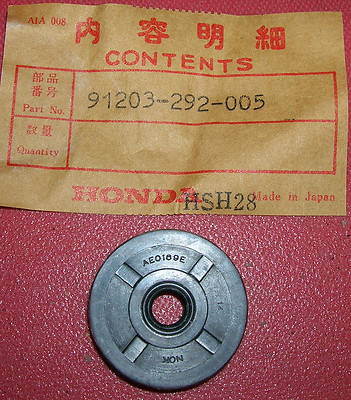 AIA 008
内容明細
CONTENTS
部品
番号
Part No.
91203-292-005
数量
Quantity
HONDA
HSH28
Made in Japan
AE0169E
NOK